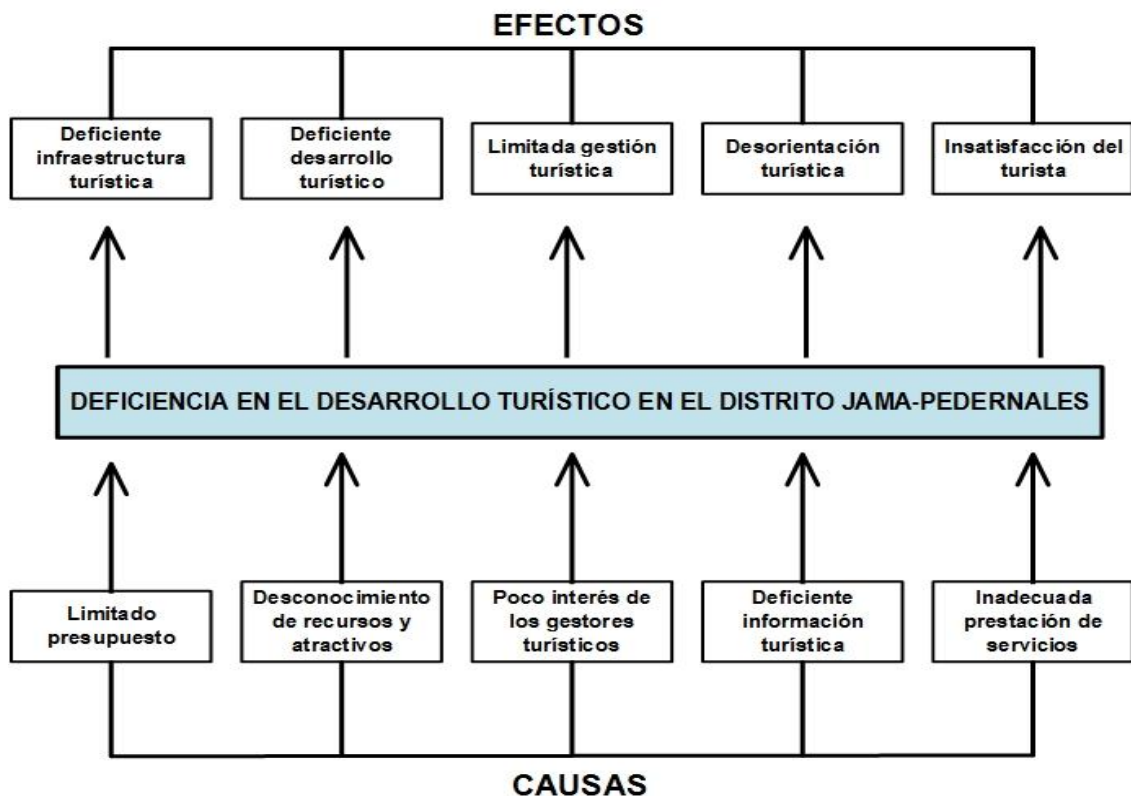 EFECTOS
Deficiente
infraestructura
turística
Deficiente
desarrollo
turístico
Limitada gestión
turística
Desorientación
turística
Insatisfacción del
turista
DEFICIENCIA EN EL DESARROLLO TURÍSTICO EN EL DISTRITO JAMA-PEDERNALES
Limitado
presupuesto
Desconocimiento
de recursos y
atractivos
Poco interés de
los gestores
turísticos
Deficiente
información
turística
Inadecuada
prestación de
servicios
CAUSAS